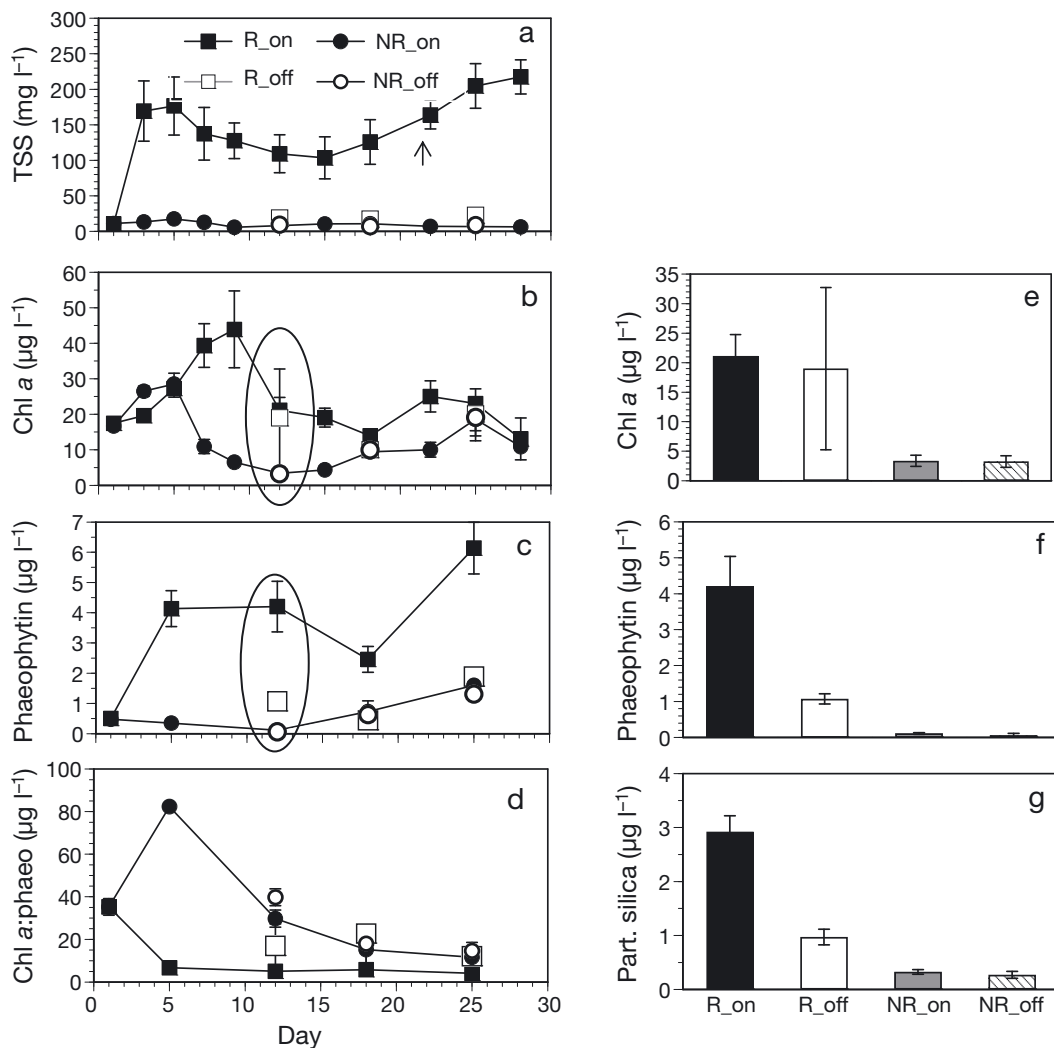 TSS (mg l⁻¹)
300
250
200
150
100
50
0
R_on
NR_on
R_off
NR_off
a
Chl a (µg l⁻¹)
60
50
40
30
20
10
0
b
Phaeophytin (µg l⁻¹)
7
6
5
4
3
2
1
0
c
Chl a:phaeo (µg l⁻¹)
100
80
60
40
20
0
d
0 5 10 15 20 25 30
Day
Chl a (µg l⁻¹)
35
30
25
20
15
10
5
0
e
Phaeophytin (µg l⁻¹)
6
5
4
3
2
1
0
f
Part. silica (µg l⁻¹)
4
3
2
1
0
g
R_on R_off NR_on NR_off